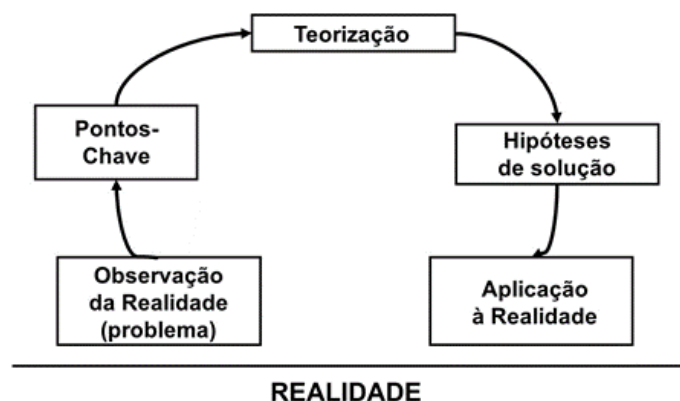 Teorização
Pontos-
Chave
Hipóteses
de solução
Observação
da Realidade
(problema)
Aplicação
à Realidade
REALIDADE